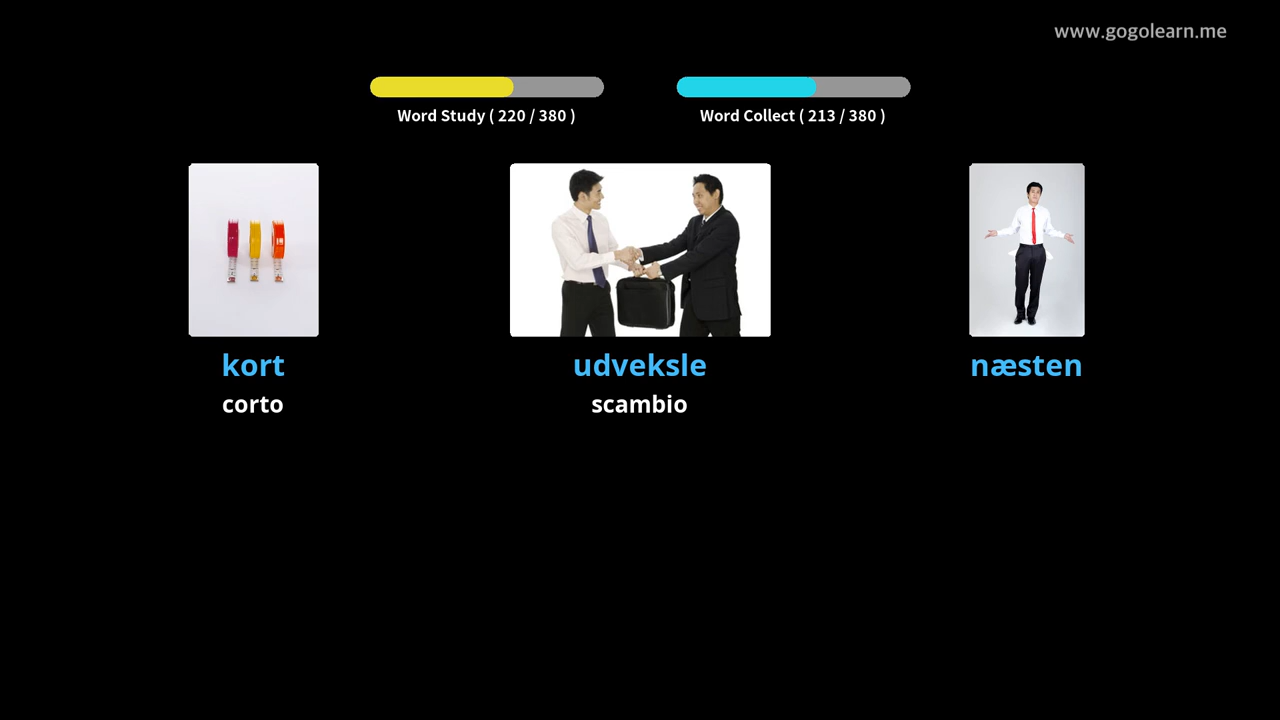 www.gogolearn.me
Word Study ( 220 / 380 )
Word Collect ( 213 / 380 )
kort
udveksle
næsten
corto
scambio